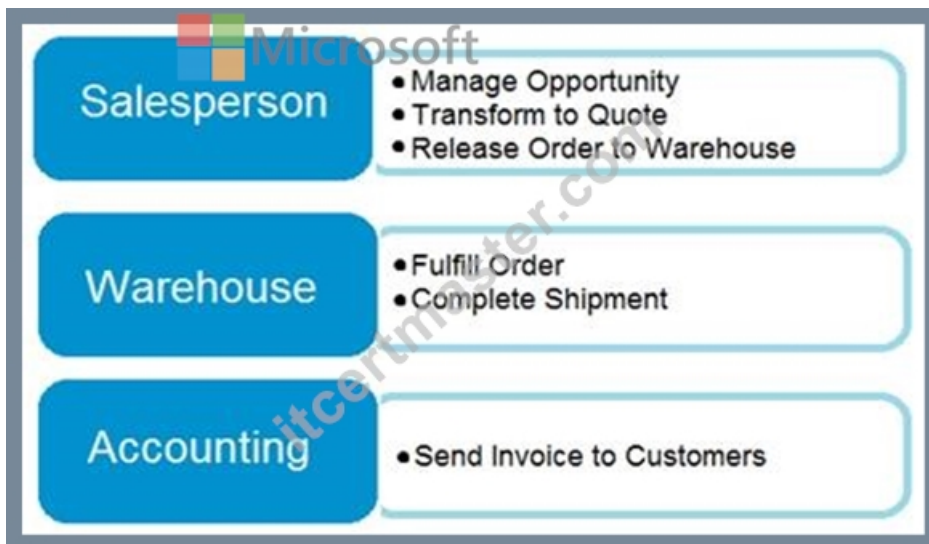 Microsoft
Salesperson
• Manage Opportunity
• Transform to Quote
• Release Order to Warehouse
Warehouse
• Fulfill Order
• Complete Shipment
Accounting
• Send Invoice to Customers
itcertmaster.com